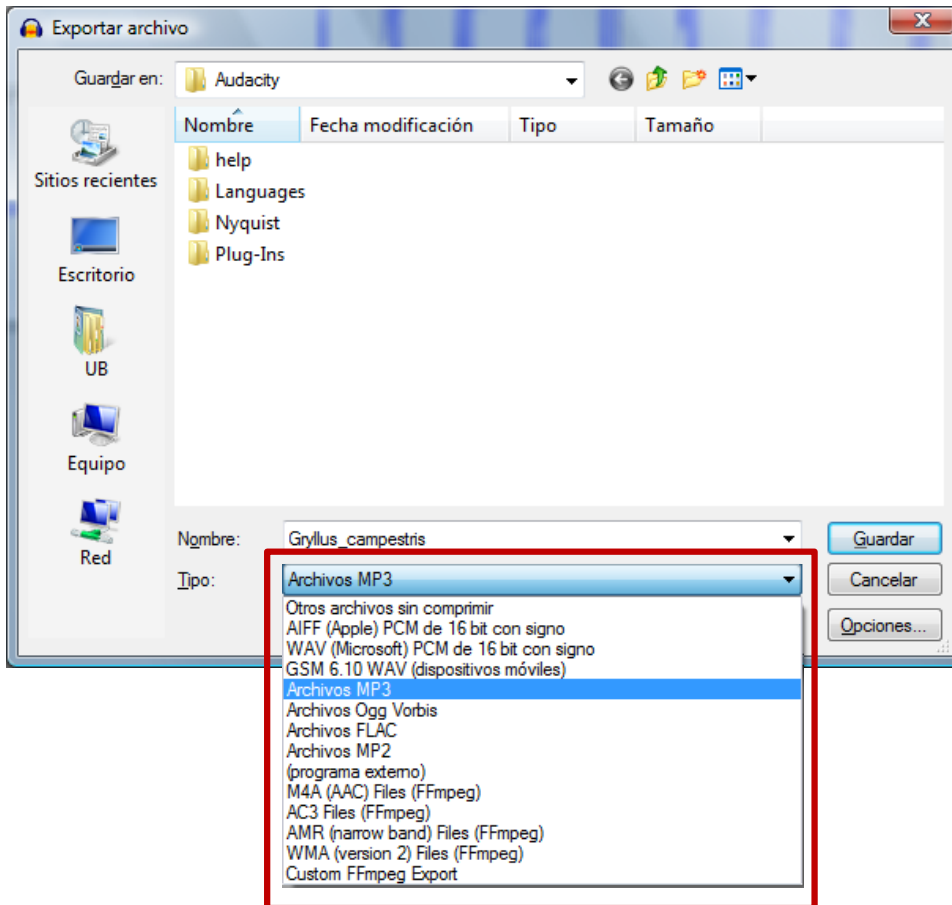 Exportar archivo
Guardar en: Audacity
Nombre Fecha modificación Tipo Tamaño
Sitios recientes
Escritorio
UB
Equipo
Red
help
Languages
Nyquist
Plug-Ins
Nombre: Gryllus_campestris Guardar
Tipo: Archivos MP3 Cancelar
Opciones...
Otros archivos sin comprimir
AIFF (Apple) PCM de 16 bit con signo
WAV (Microsoft) PCM de 16 bit con signo
GSM 6.10 WAV (dispositivos móviles)
Archivos MP3
Archivos Ogg Vorbis
Archivos FLAC
Archivos MP2
(programa externo)
M4A (AAC) Files (FFmpeg)
AC3 Files (FFmpeg)
AMR (narrow band) Files (FFmpeg)
WMA (version 2) Files (FFmpeg)
Custom FFmpeg Export